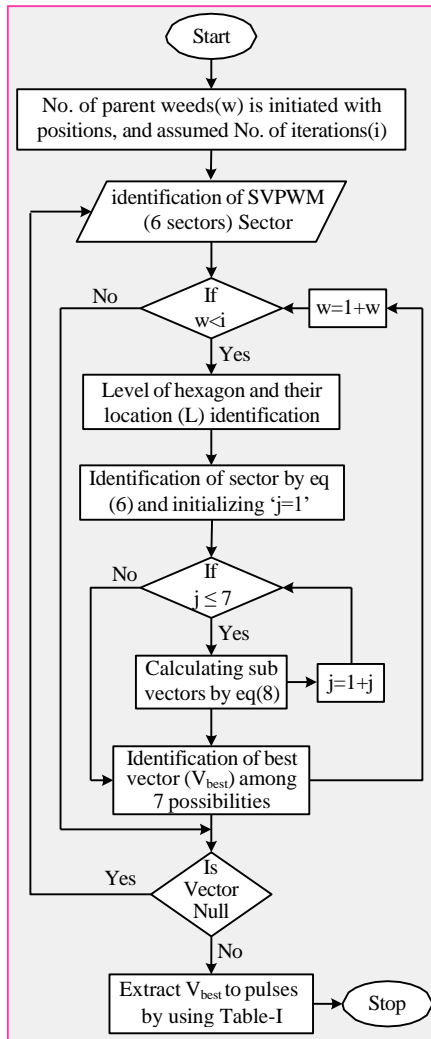 Start
No. of parent weeds(w) is initiated with
positions, and assumed No. of iterations(i)
identification of SVPWM
(6 sectors) Sector
No
If
w<i
w=1+w
Yes
Level of hexagon and their
location (L) identification
Identification of sector by eq
(6) and initializing ‘j=1’
No
If
j ≤ 7
Yes
Calculating sub
vectors by eq(8)
j=1+j
Identification of best
vector (V_best) among
7 possibilities
Yes
Is
Vector
Null
No
Extract V_best to pulses
by using Table-I
Stop